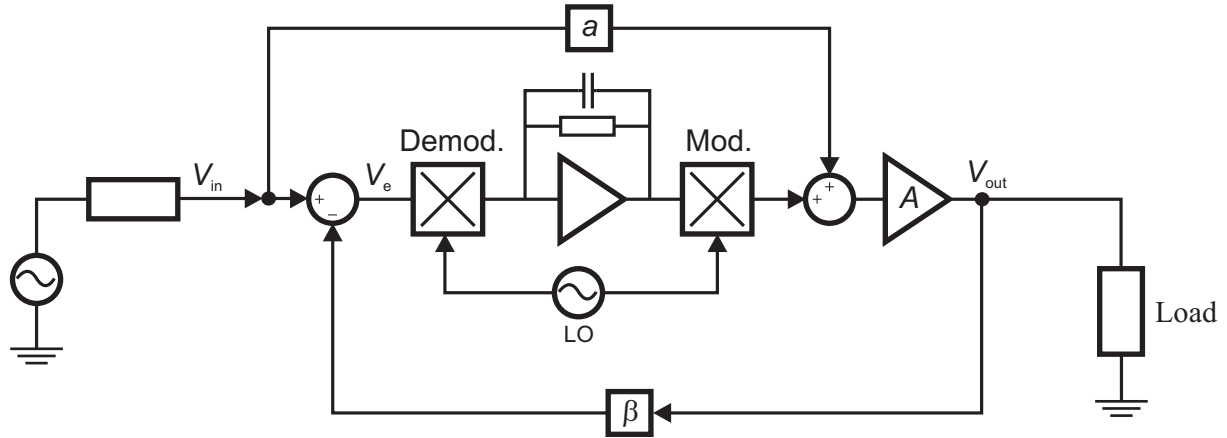 a
Demod.
Mod.
V_in
V_e
+
−
+
+
A
V_out
LO
Load
β